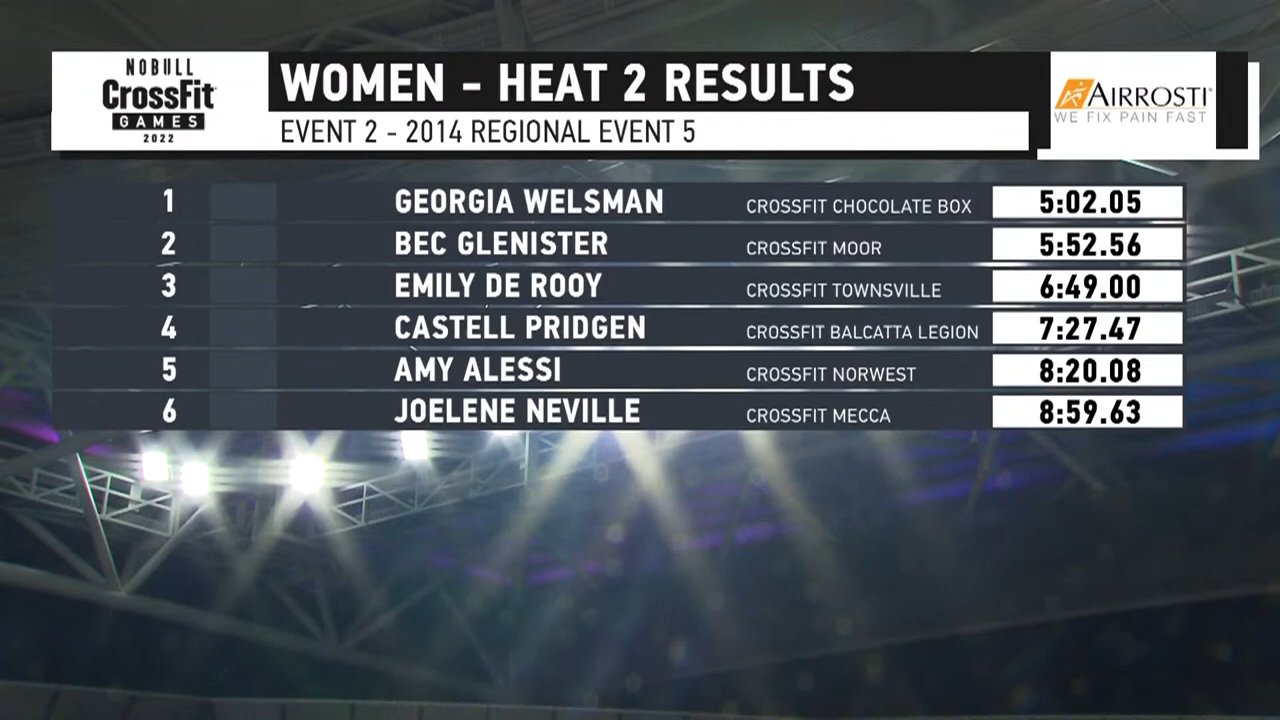 NOBULL
CrossFit
GAMES
2022
WOMEN - HEAT 2 RESULTS
EVENT 2 - 2014 REGIONAL EVENT 5
AIRROSTI®
WE FIX PAIN FAST
1 GEORGIA WELSMAN CROSSFIT CHOCOLATE BOX 5:02.05
2 BEC GLENISTER CROSSFIT MOOR 5:52.56
3 EMILY DE ROOY CROSSFIT TOWNSVILLE 6:49.00
4 CASTELL PRIDGEN CROSSFIT BALCATTA LEGION 7:27.47
5 AMY ALESSI CROSSFIT NORWEST 8:20.08
6 JOELENE NEVILLE CROSSFIT MECCA 8:59.63